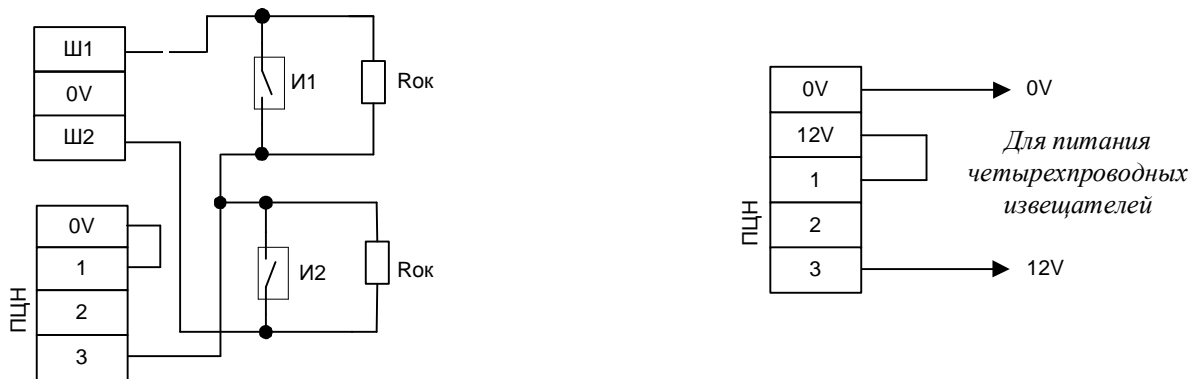 Ш1
0V
Ш2
И1
Rок
ПЦН
0V
1
2
3
И2
Rок
ПЦН
0V
12V
1
2
3
0V
Для питания
четырехпроводных
извещателей
12V